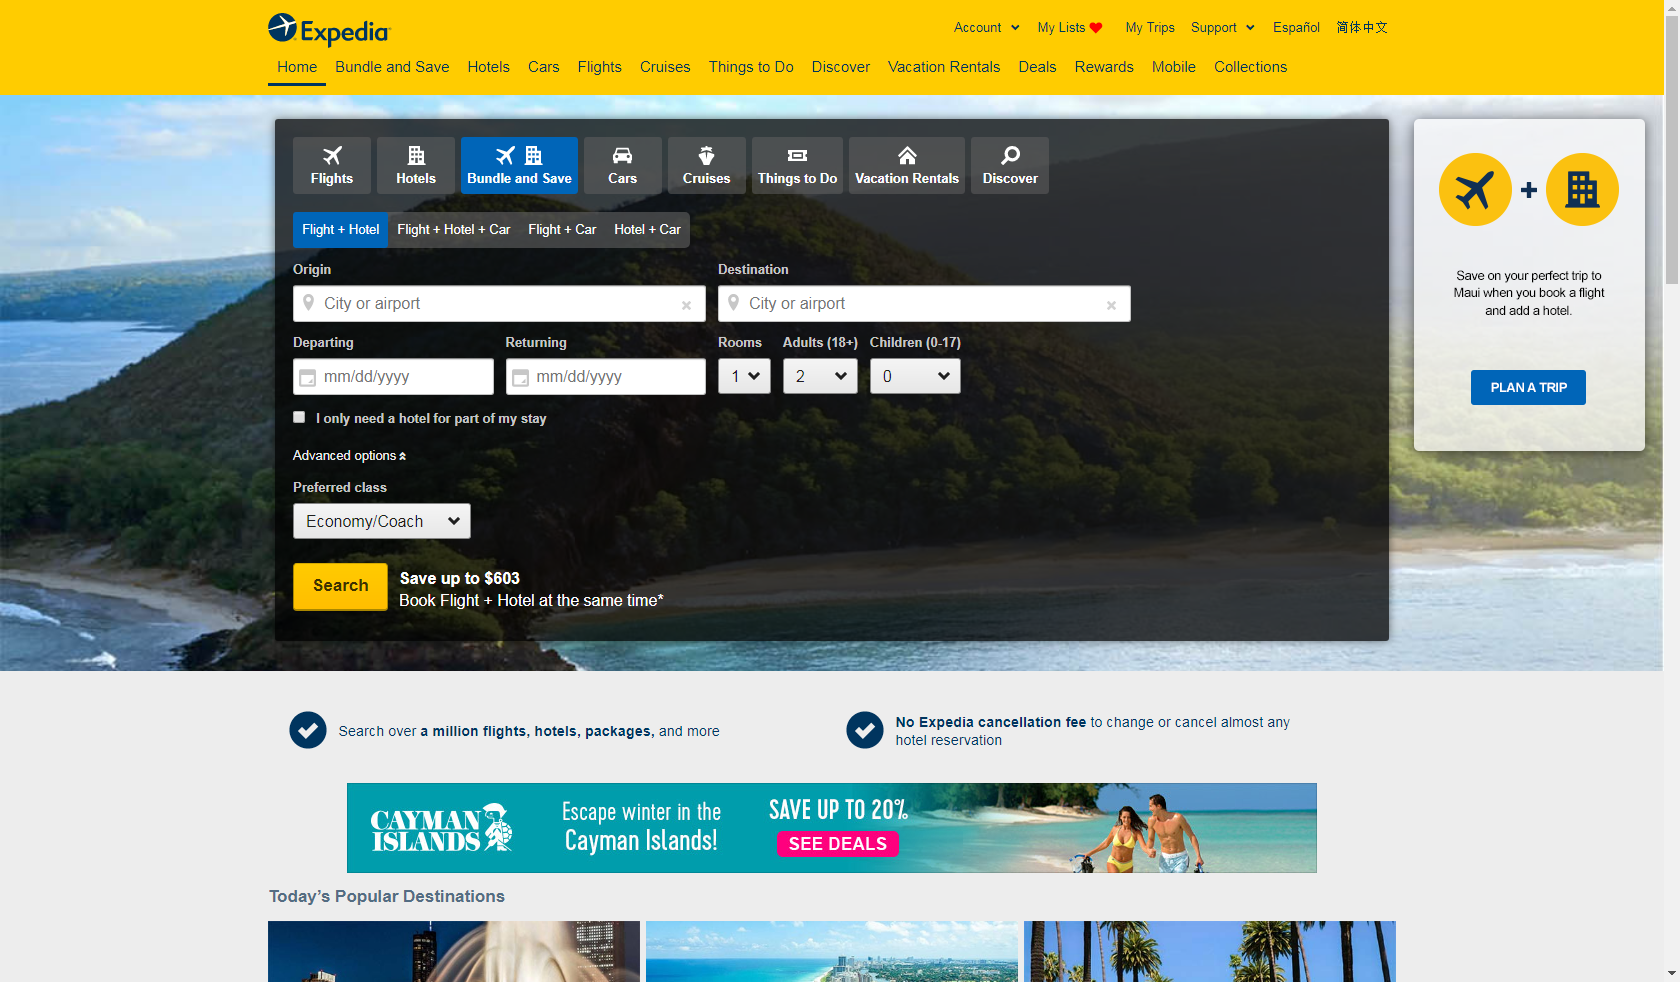 Expedia
Account
My Lists
My Trips
Support
Español
简体中文
Home
Bundle and Save
Hotels
Cars
Flights
Cruises
Things to Do
Discover
Vacation Rentals
Deals
Rewards
Mobile
Collections
Flights
Hotels
Bundle and Save
Cars
Cruises
Things to Do
Vacation Rentals
Discover
Flight + Hotel
Flight + Hotel + Car
Flight + Car
Hotel + Car
Origin
Destination
City or airport
City or airport
Departing
Returning
Rooms
Adults (18+)
Children (0-17)
mm/dd/yyyy
mm/dd/yyyy
1
2
0
I only need a hotel for part of my stay
Advanced options
Preferred class
Economy/Coach
Search
Save up to $603
Book Flight + Hotel at the same time*
+
Save on your perfect trip to
Maui when you book a flight
and add a hotel.
PLAN A TRIP
Search over a million flights, hotels, packages, and more
No Expedia cancellation fee to change or cancel almost any
hotel reservation
CAYMAN
ISLANDS
Escape winter in the
Cayman Islands!
SAVE UP TO 20%
SEE DEALS
Today’s Popular Destinations